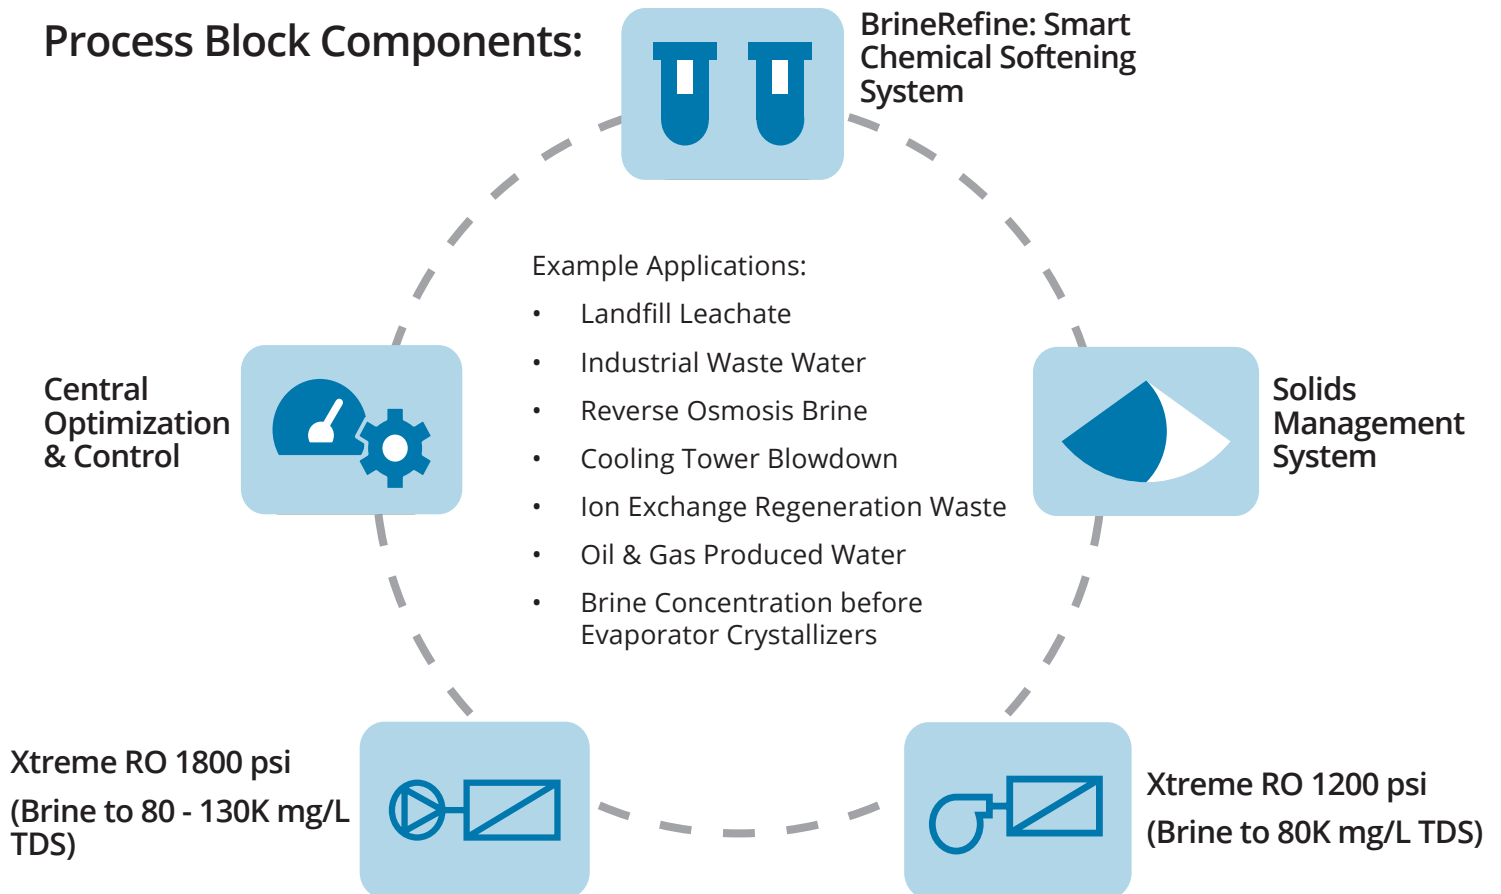 Process Block Components:
BrineRefine: Smart
Chemical Softening
System
Example Applications:
• Landfill Leachate
• Industrial Waste Water
• Reverse Osmosis Brine
• Cooling Tower Blowdown
• Ion Exchange Regeneration Waste
• Oil & Gas Produced Water
• Brine Concentration before
Evaporator Crystallizers
Central
Optimization
& Control
Solids
Management
System
Xtreme RO 1800 psi
(Brine to 80 - 130K mg/L
TDS)
Xtreme RO 1200 psi
(Brine to 80K mg/L TDS)